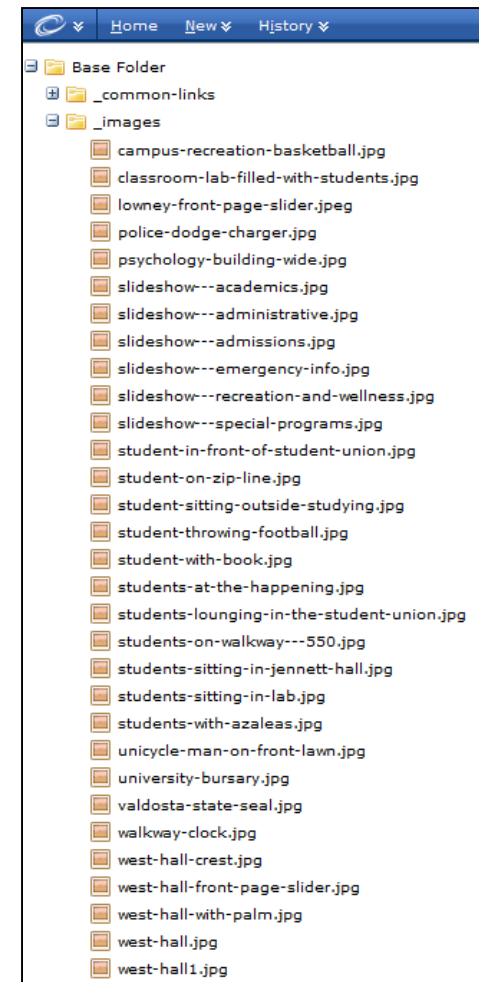 Home New History
Base Folder
_common-links
_images
campus-recreation-basketball.jpg
classroom-lab-filled-with-students.jpg
lowney-front-page-slider.jpeg
police-dodge-charger.jpg
psychology-building-wide.jpg
slideshow---academics.jpg
slideshow---administrative.jpg
slideshow---admissions.jpg
slideshow---emergency-info.jpg
slideshow---recreation-and-wellness.jpg
slideshow---special-programs.jpg
student-in-front-of-student-union.jpg
student-on-zip-line.jpg
student-sitting-outside-studying.jpg
student-throwing-football.jpg
student-with-book.jpg
students-at-the-happening.jpg
students-lounging-in-the-student-union.jpg
students-on-walkway---550.jpg
students-sitting-in-jennett-hall.jpg
students-sitting-in-lab.jpg
students-with-azaleas.jpg
unicycle-man-on-front-lawn.jpg
university-bursary.jpg
valdosta-state-seal.jpg
walkway-clock.jpg
west-hall-crest.jpg
west-hall-front-page-slider.jpg
west-hall-with-palm.jpg
west-hall.jpg
west-hall1.jpg